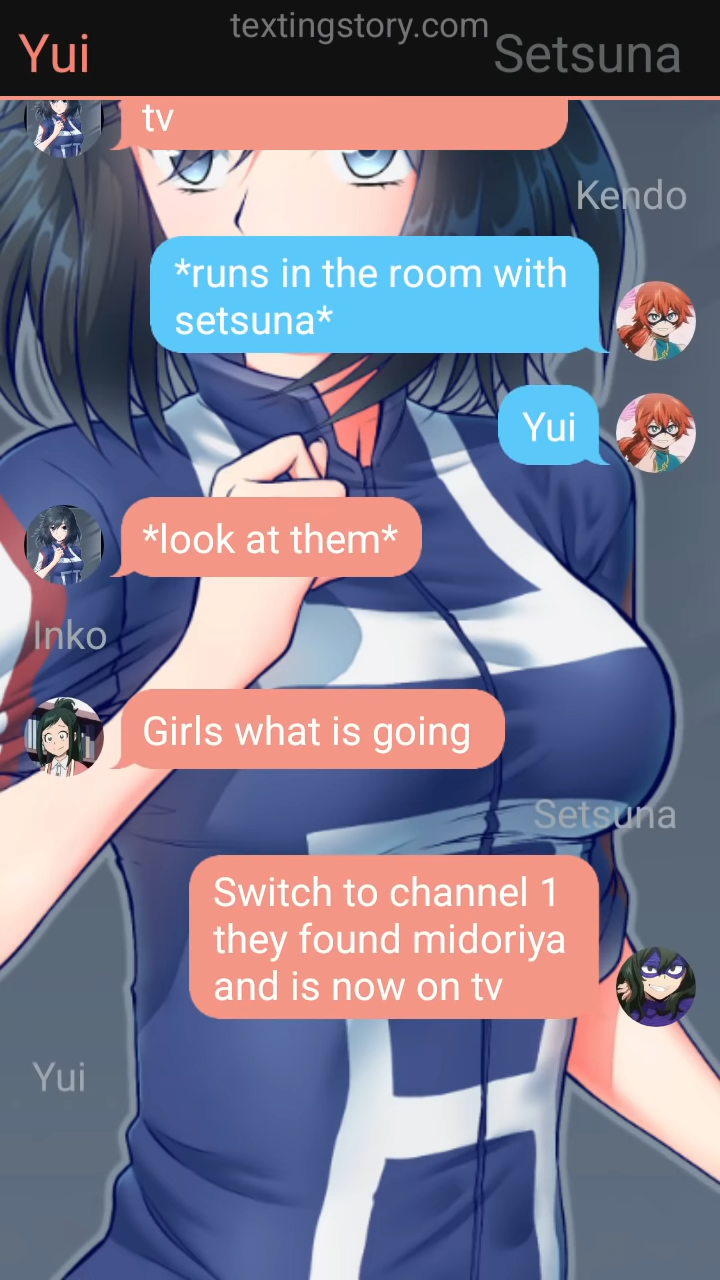 textingstory.com
Yui
Setsuna
tv
Kendo
*runs in the room with
setsuna*
Yui
*look at them*
Inko
Girls what is going
Setsuna
Switch to channel 1
they found midoriya
and is now on tv
Yui